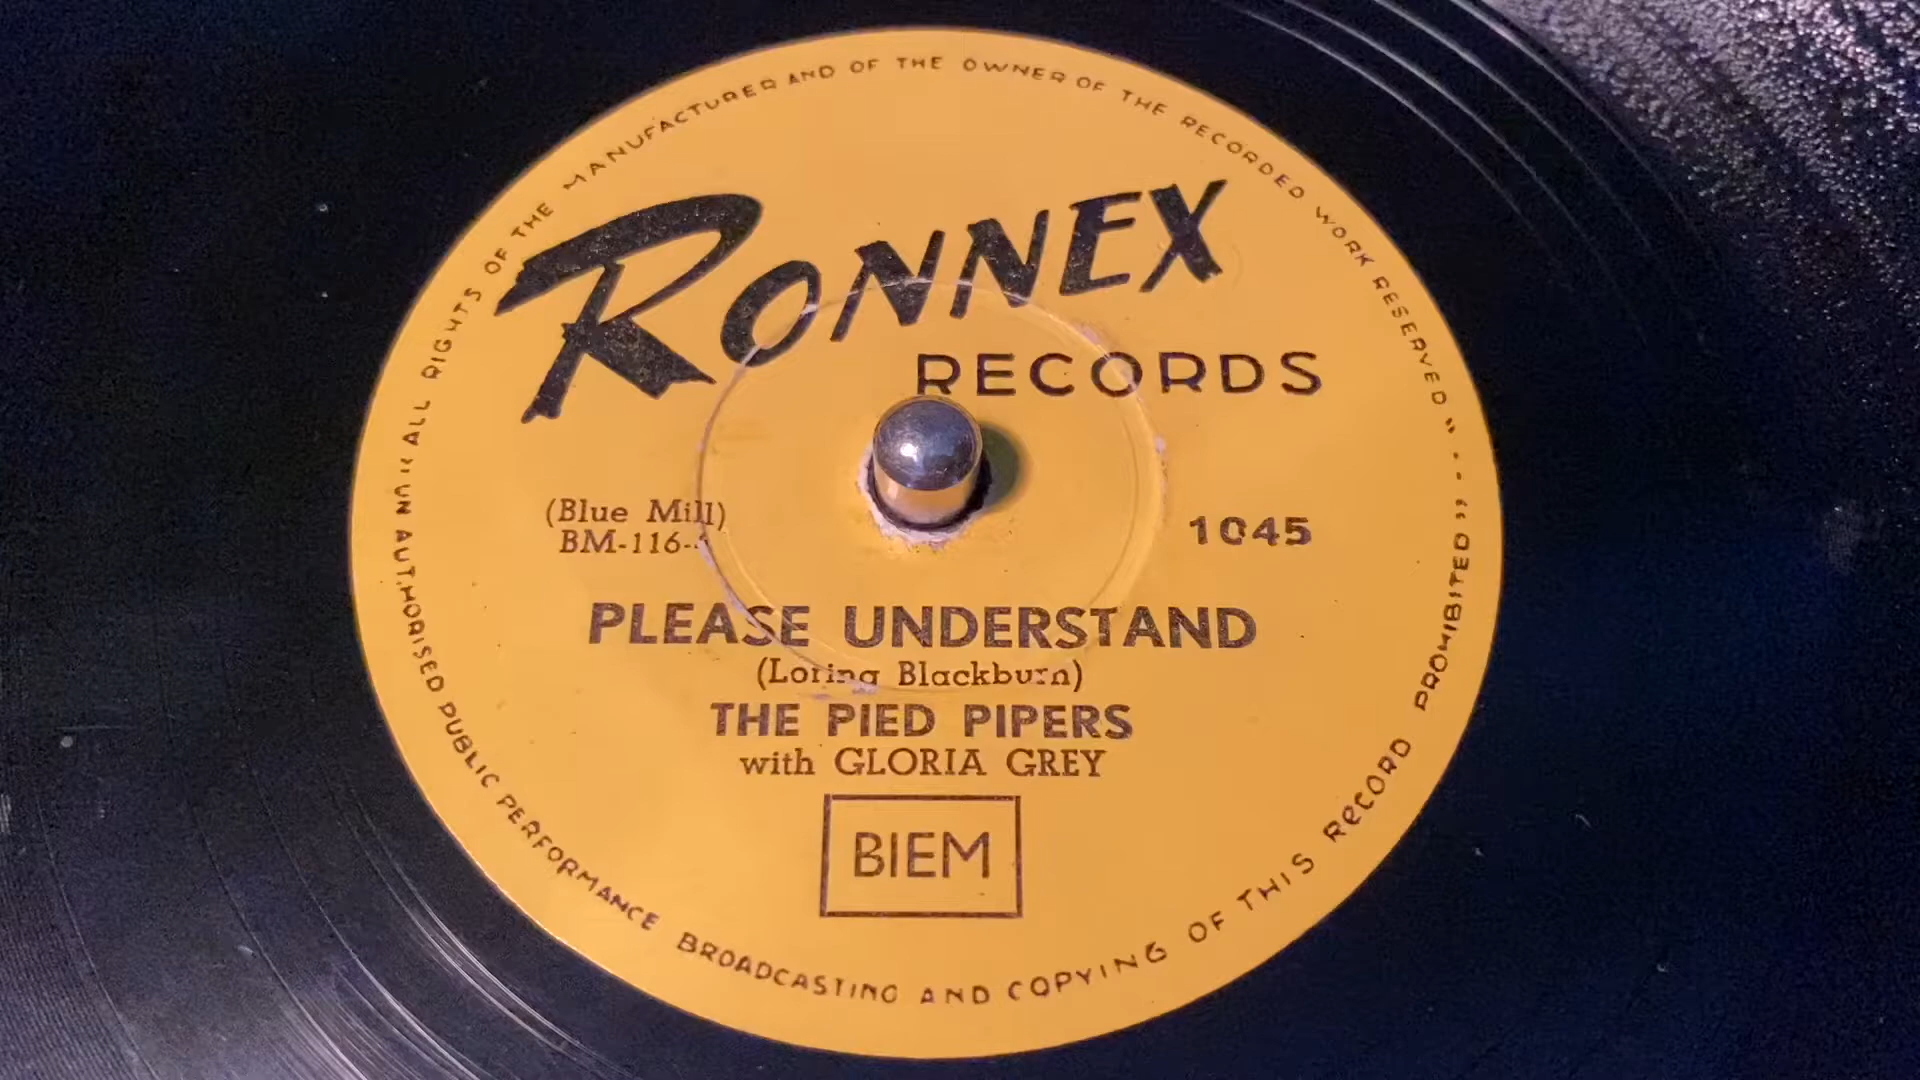 “ALL RIGHTS OF THE MANUFACTURER AND OF THE OWNER OF THE RECORDED WORK RESERVED“ - -
RONNEX
RECORDS
(Blue Mill)
BM-116-
1045
PLEASE UNDERSTAND
(Loring Blackburn)
THE PIED PIPERS
with GLORIA GREY
BIEM
“UNAUTHORISED PUBLIC PERFORMANCE BROADCASTING AND COPYING OF THIS RECORD PROHIBITED”